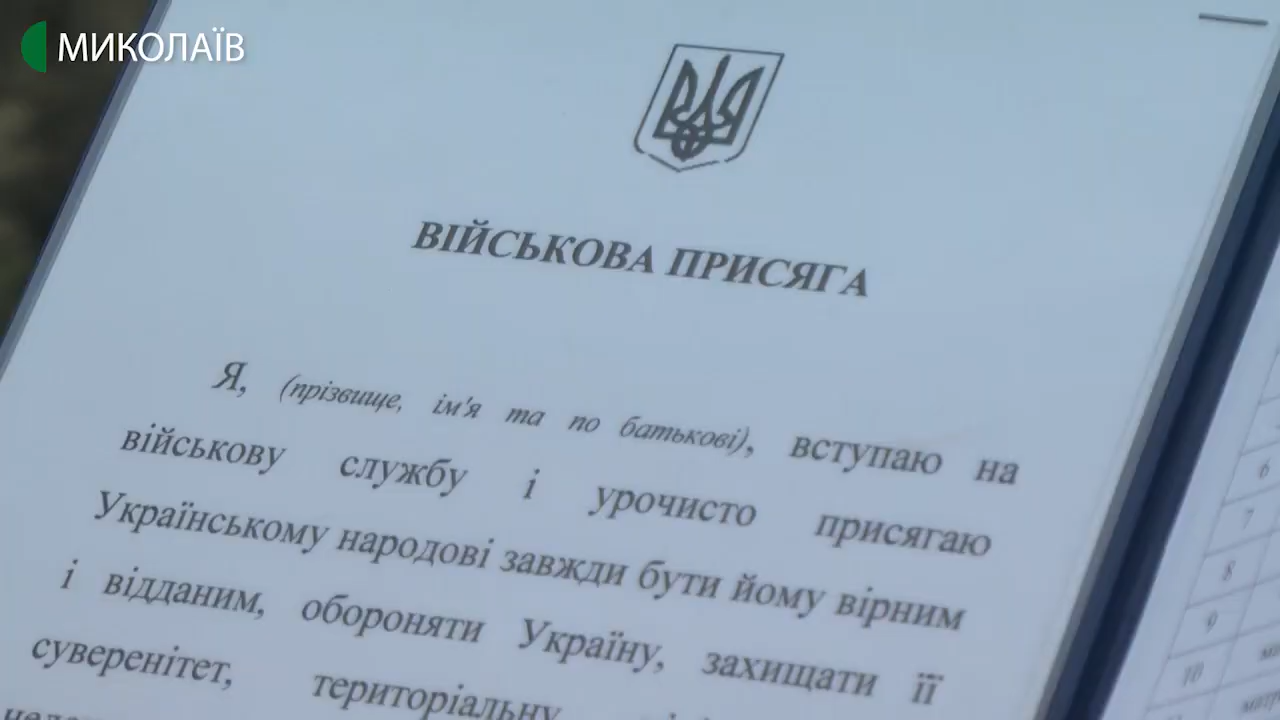 МИКОЛАЇВ
ВІЙСЬКОВА ПРИСЯГА
Я, (прізвище, ім'я та по батькові), вступаю на
військову службу і урочисто присягаю
Українському народові завжди бути йому вірним
і відданим, обороняти Україну, захищати її
суверенітет, територіальну
6
7
8
9
10